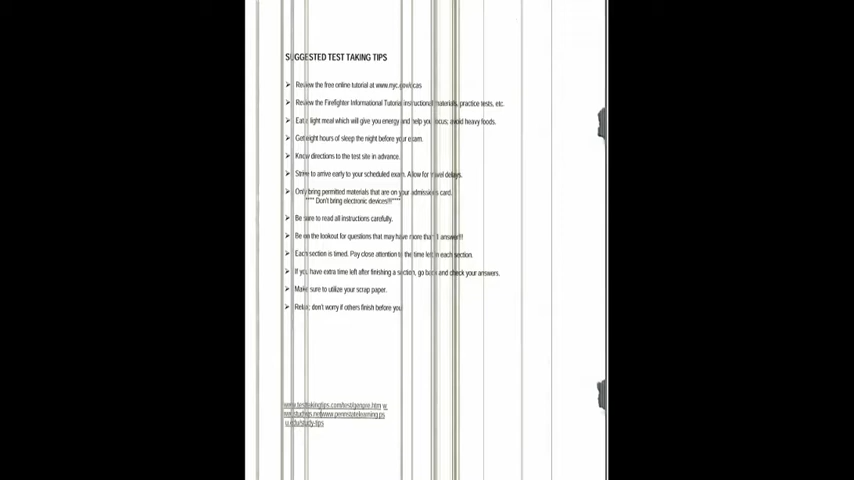 SUGGESTED TEST TAKING TIPS
➢ Review the free online tutorial at www.nyc.gov/dcas
➢ Review the Firefighter Informational Tutorial instructional materials, practice tests, etc.
➢ Eat a light meal which will give you energy and help you focus; avoid heavy foods.
➢ Get eight hours of sleep the night before your exam.
➢ Know directions to the test site in advance.
➢ Strive to arrive early to your scheduled exam. Allow for travel delays.
➢ Only bring permitted materials that are on your admissions card.
**** Don't bring electronic devices!!!****
➢ Be sure to read all instructions carefully.
➢ Be on the lookout for questions that may have more than 1 answer!!!
➢ Each section is timed. Pay close attention to the time left in each section.
➢ If you have extra time left after finishing a section, go back and check your answers.
➢ Make sure to utilize your scrap paper.
➢ Relax; don't worry if others finish before you.